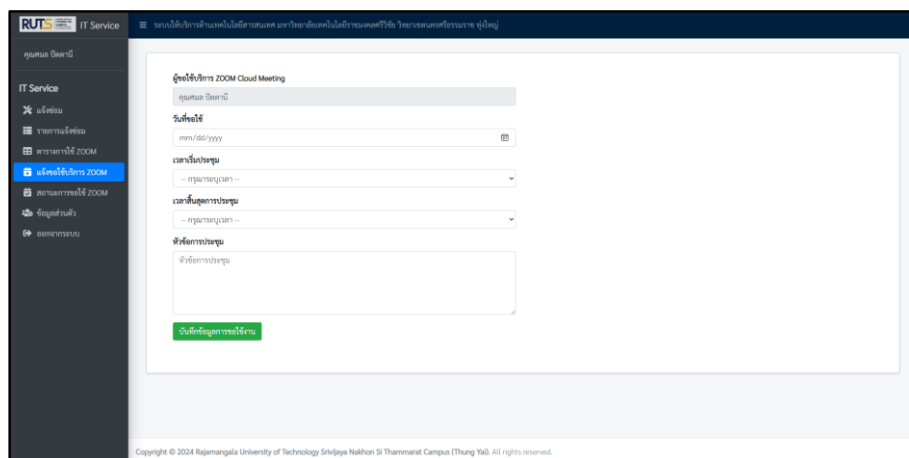 RUTS IT Service
ระบบให้บริการด้านเทคโนโลยีสารสนเทศ มหาวิทยาลัยเทคโนโลยีราชมงคลศรีวิชัย วิทยาเขตนครศรีธรรมราช ทุ่งใหญ่
คุณศมล ปัตตานี
IT Service
แจ้งซ่อม
รายการแจ้งซ่อม
ตารางการใช้ ZOOM
แจ้งขอใช้บริการ ZOOM
สถานะการขอใช้ ZOOM
ข้อมูลส่วนตัว
ออกจากระบบ
ผู้ขอใช้บริการ ZOOM Cloud Meeting
คุณศมล ปัตตานี
วันที่ขอใช้
mm/dd/yyyy
เวลาเริ่มประชุม
-- กรุณาระบุเวลา --
เวลาสิ้นสุดการประชุม
-- กรุณาระบุเวลา --
หัวข้อการประชุม
หัวข้อการประชุม
บันทึกข้อมูลการขอใช้งาน
Copyright © 2024 Rajamangala University of Technology Srivijaya Nakhon Si Thammarat Campus (Thung Yai). All rights reserved.